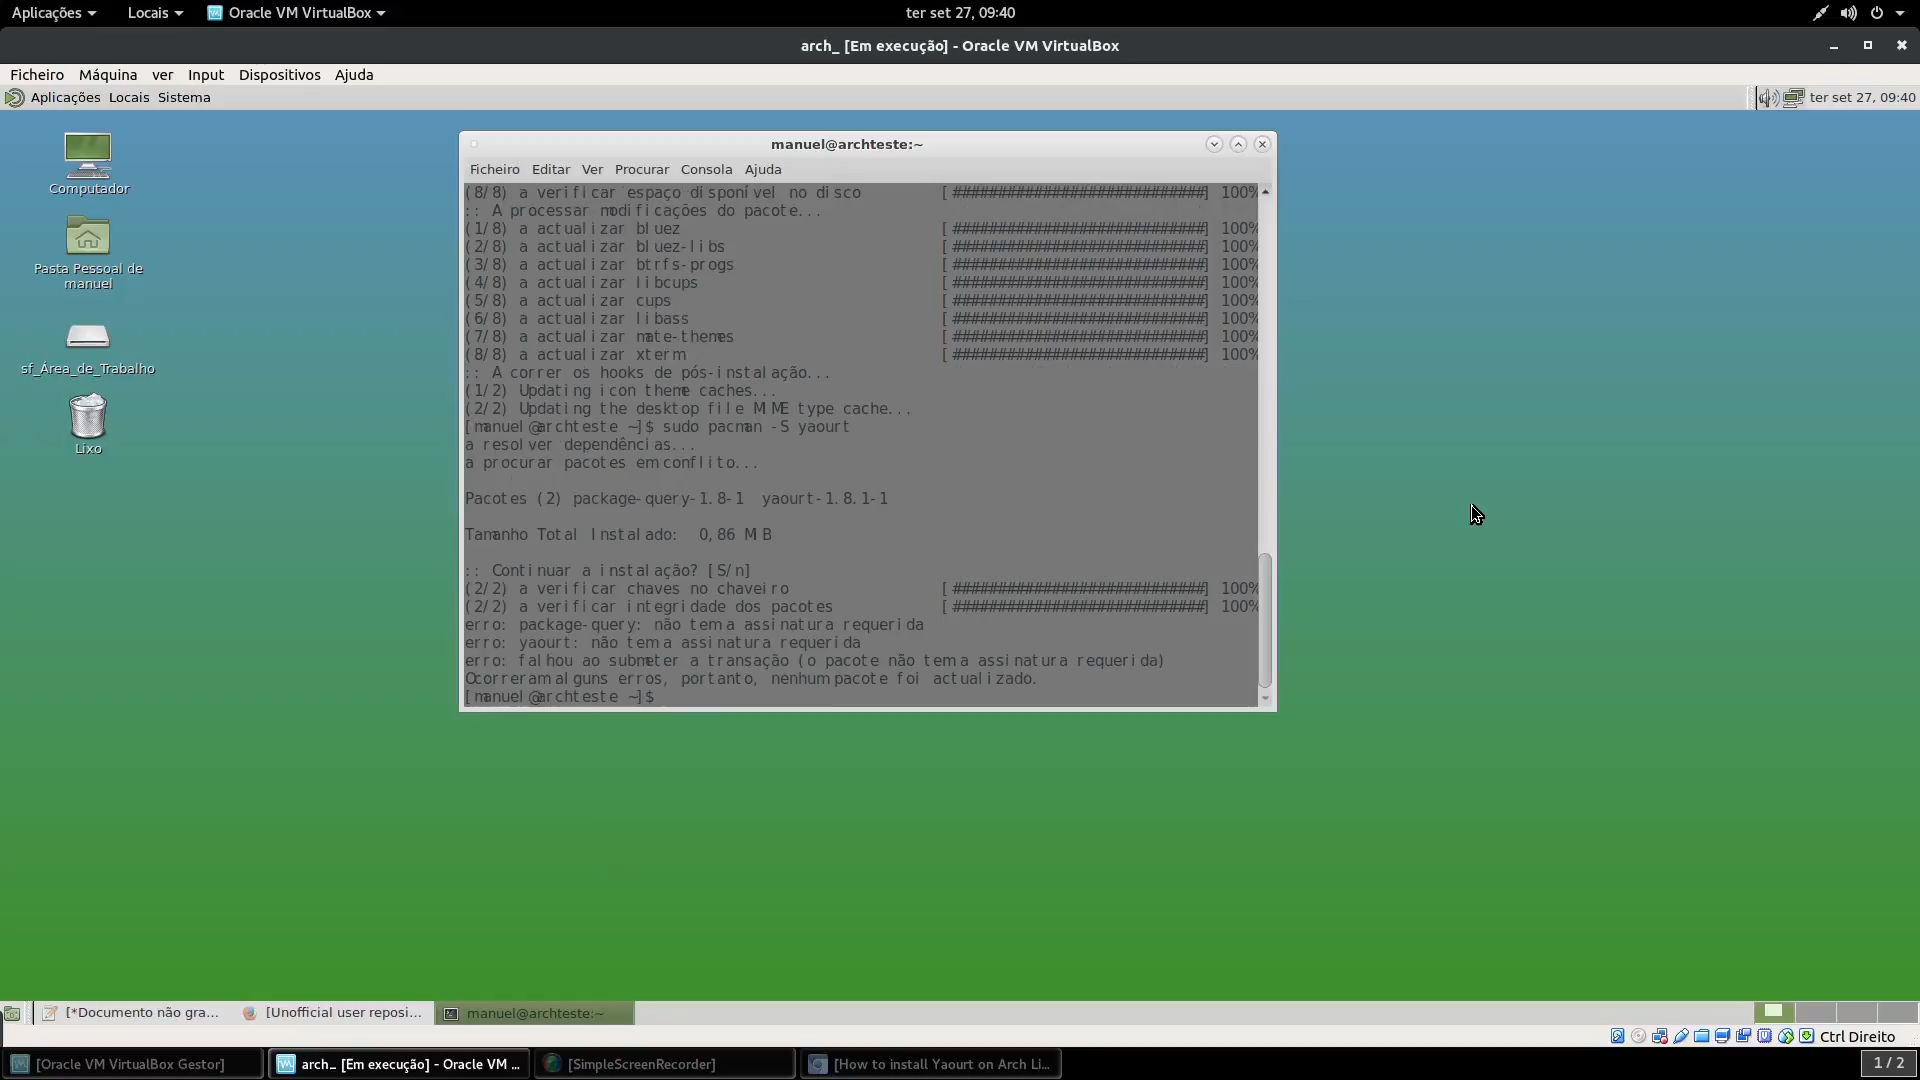 Aplicações Locais Oracle VM VirtualBox ter set 27, 09:40
arch_ [Em execução] - Oracle VM VirtualBox
Ficheiro Máquina ver Input Dispositivos Ajuda
Aplicações Locais Sistema ter set 27, 09:40
Computador
Pasta Pessoal de
manuel
sf_Área_de_Trabalho
Lixo
manuel@archteste:~
Ficheiro Editar Ver Procurar Consola Ajuda
(8/8) a verificar espaço disponível no disco [############################] 100%
:: A processar modificações do pacote...
(1/8) a actualizar bluez [############################] 100%
(2/8) a actualizar bluez-libs [############################] 100%
(3/8) a actualizar btrfs-progs [############################] 100%
(4/8) a actualizar libcups [############################] 100%
(5/8) a actualizar cups [############################] 100%
(6/8) a actualizar libass [############################] 100%
(7/8) a actualizar mate-themes [############################] 100%
(8/8) a actualizar xterm [############################] 100%
:: A correr os hooks de pós-instalação...
(1/2) Updating icon theme caches...
(2/2) Updating the desktop file MIME type cache...
[manuel@archteste ~]$ sudo pacman -S yaourt
a resolver dependências...
a procurar pacotes em conflito...
Pacotes (2) package-query-1.8-1 yaourt-1.8.1-1
Tamanho Total Instalado: 0,86 MB
:: Continuar a instalação? [S/n]
(2/2) a verificar chaves no chaveiro [############################] 100%
(2/2) a verificar integridade dos pacotes [############################] 100%
erro: package-query: não tem a assinatura requerida
erro: yaourt: não tem a assinatura requerida
erro: falhou ao submeter a transação (o pacote não tem a assinatura requerida)
Ocorreram alguns erros, portanto, nenhum pacote foi actualizado.
[manuel@archteste ~]$
[*Documento não gra... [Unofficial user reposi... manuel@archteste:~
Ctrl Direito
[Oracle VM VirtualBox Gestor] arch_ [Em execução] - Oracle VM ... [SimpleScreenRecorder] [How to install Yaourt on Arch Li... 1 / 2